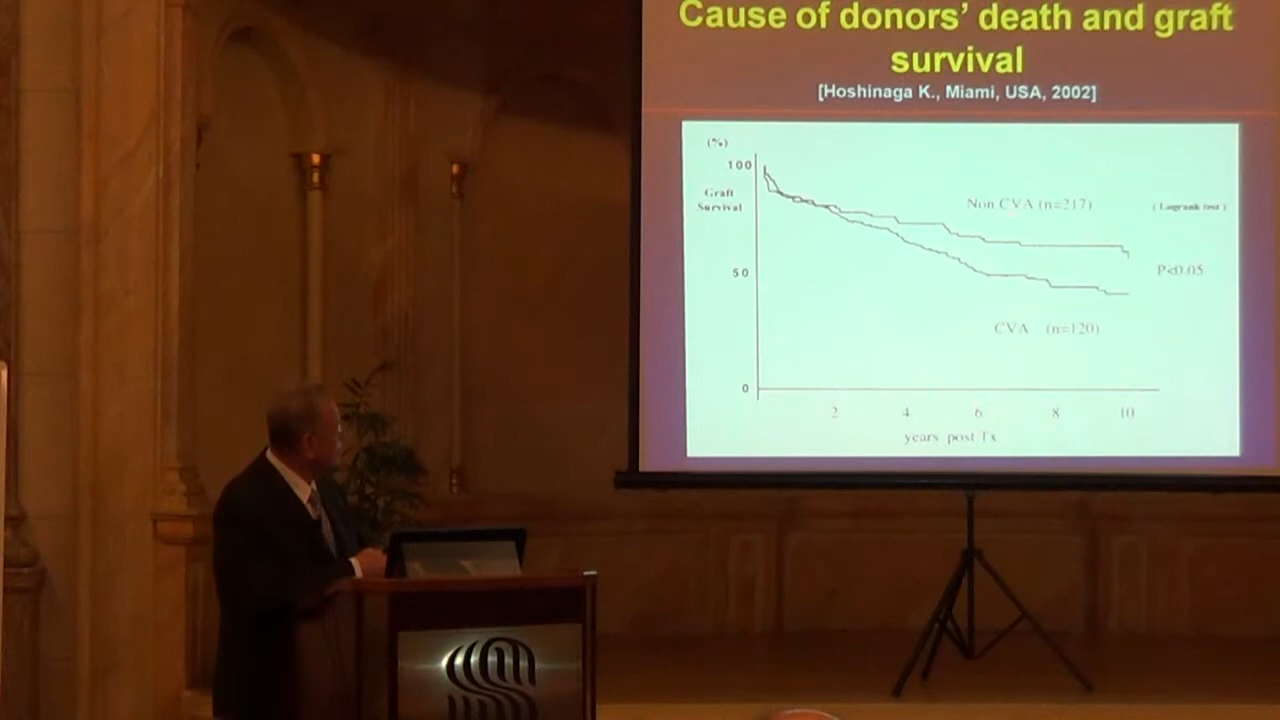 Cause of donors' death and graft
survival
[Hoshinaga K., Miami, USA, 2002]
(%)
100
Graft
Survival
Non CVA (n=217)
( Logrank test )
50
P<0.05
CVA (n=120)
0
2 4 6 8 10
years post Tx